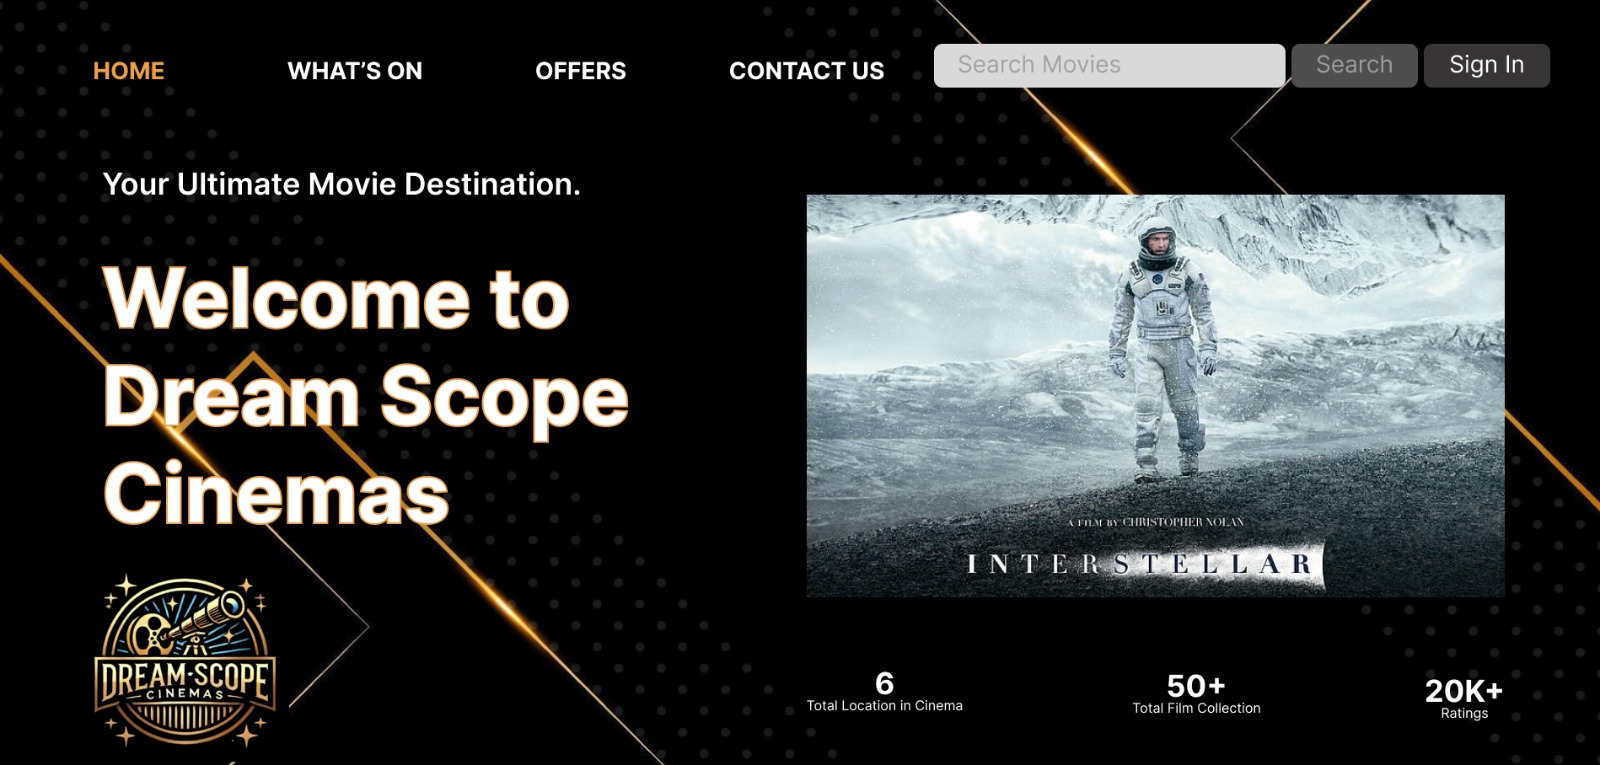 HOME
WHAT’S ON
OFFERS
CONTACT US
Search Movies
Search
Sign In
Your Ultimate Movie Destination.
Welcome to
Dream Scope
Cinemas
DREAM·SCOPE
CINEMAS
A FILM BY CHRISTOPHER NOLAN
INTERSTELLAR
6
Total Location in Cinema
50+
Total Film Collection
20K+
Ratings